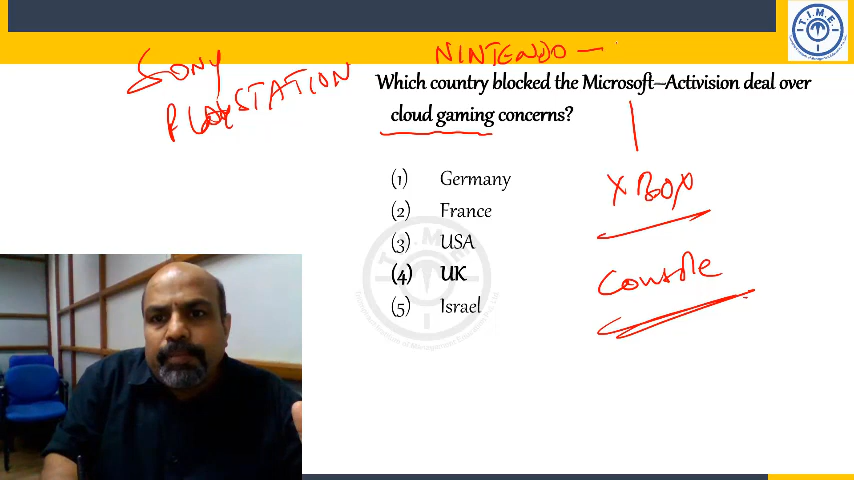 T.I.M.E.
NINTENDO —
SONY
PLAYSTATION
Which country blocked the Microsoft–Activision deal over
cloud gaming concerns?
XBOX
Console
(1) Germany
(2) France
(3) USA
(4) UK
(5) Israel
T.I.M.E.